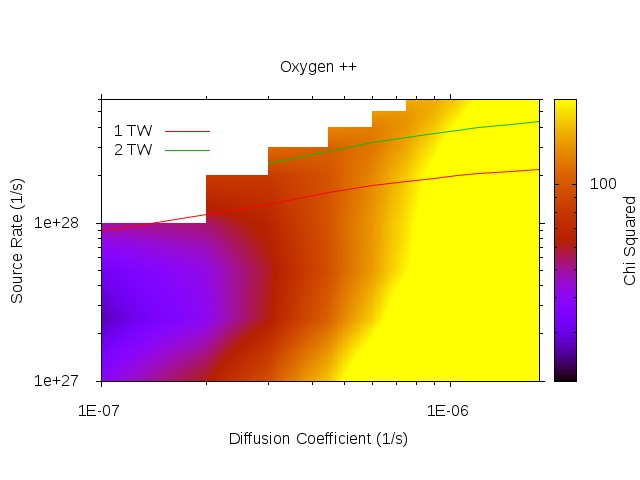 Oxygen ++
1 TW
2 TW
100
1e+28
1e+27
Source Rate (1/s)
Chi Squared
1E-07
1E-06
Diffusion Coefficient (1/s)